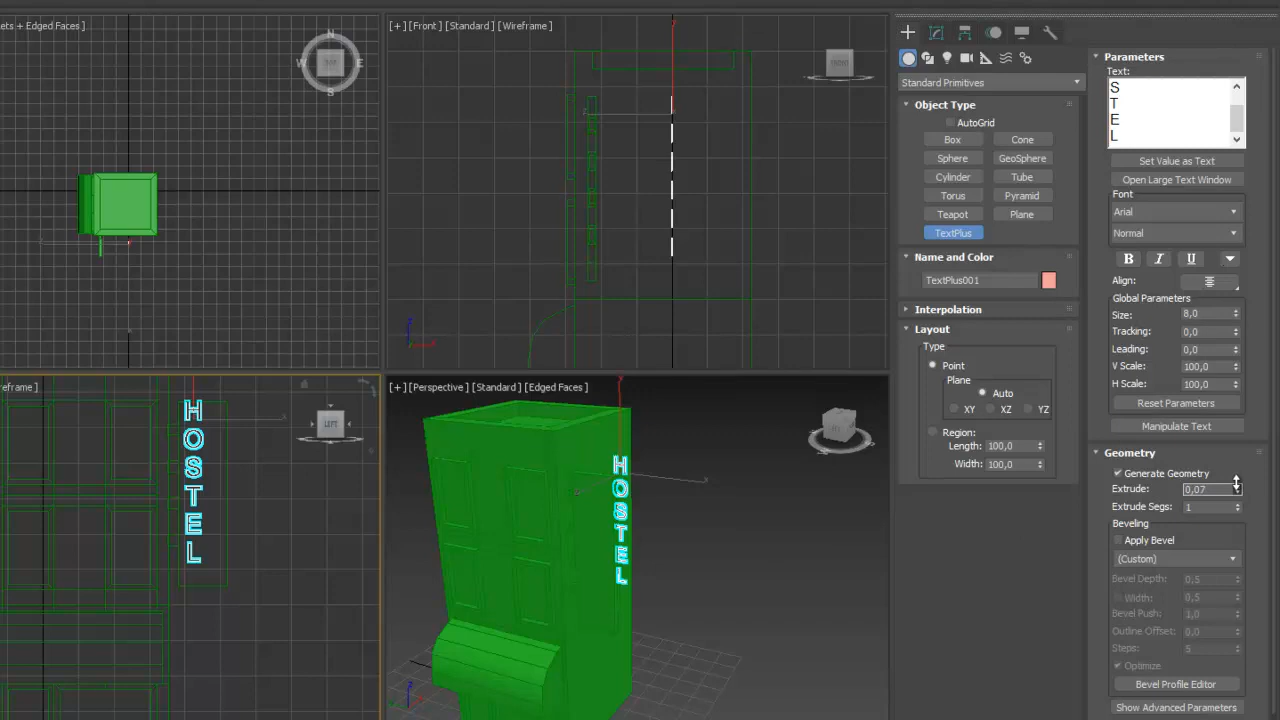 ets + Edged Faces ]
N
W
TOP
E
S
[+] [Front] [Standard] [Wireframe]
FRONT
Standard Primitives
Object Type
AutoGrid
Box
Cone
Sphere
GeoSphere
Cylinder
Tube
Torus
Pyramid
Teapot
Plane
TextPlus
Name and Color
TextPlus001
Interpolation
Layout
Type
Point
Plane
Auto
XY
XZ
YZ
Region:
Length:
100,0
Width:
100,0
Parameters
Text:
S
T
E
L
Set Value as Text
Open Large Text Window
Font
Arial
Normal
B
I
U
Align:
Global Parameters
Size:
8,0
Tracking:
0,0
Leading:
0,0
V Scale:
100,0
H Scale:
100,0
Reset Parameters
Manipulate Text
Geometry
Generate Geometry
Extrude:
0,07
Extrude Segs:
1
Beveling
Apply Bevel
(Custom)
Bevel Depth:
0,5
Width:
0,5
Bevel Push:
1,0
Outline Offset:
0,0
Steps:
5
Optimize
Bevel Profile Editor
Show Advanced Parameters
reframe ]
H
O
S
T
E
L
LEFT
[+] [Perspective] [Standard] [Edged Faces]
H
O
S
T
E
L